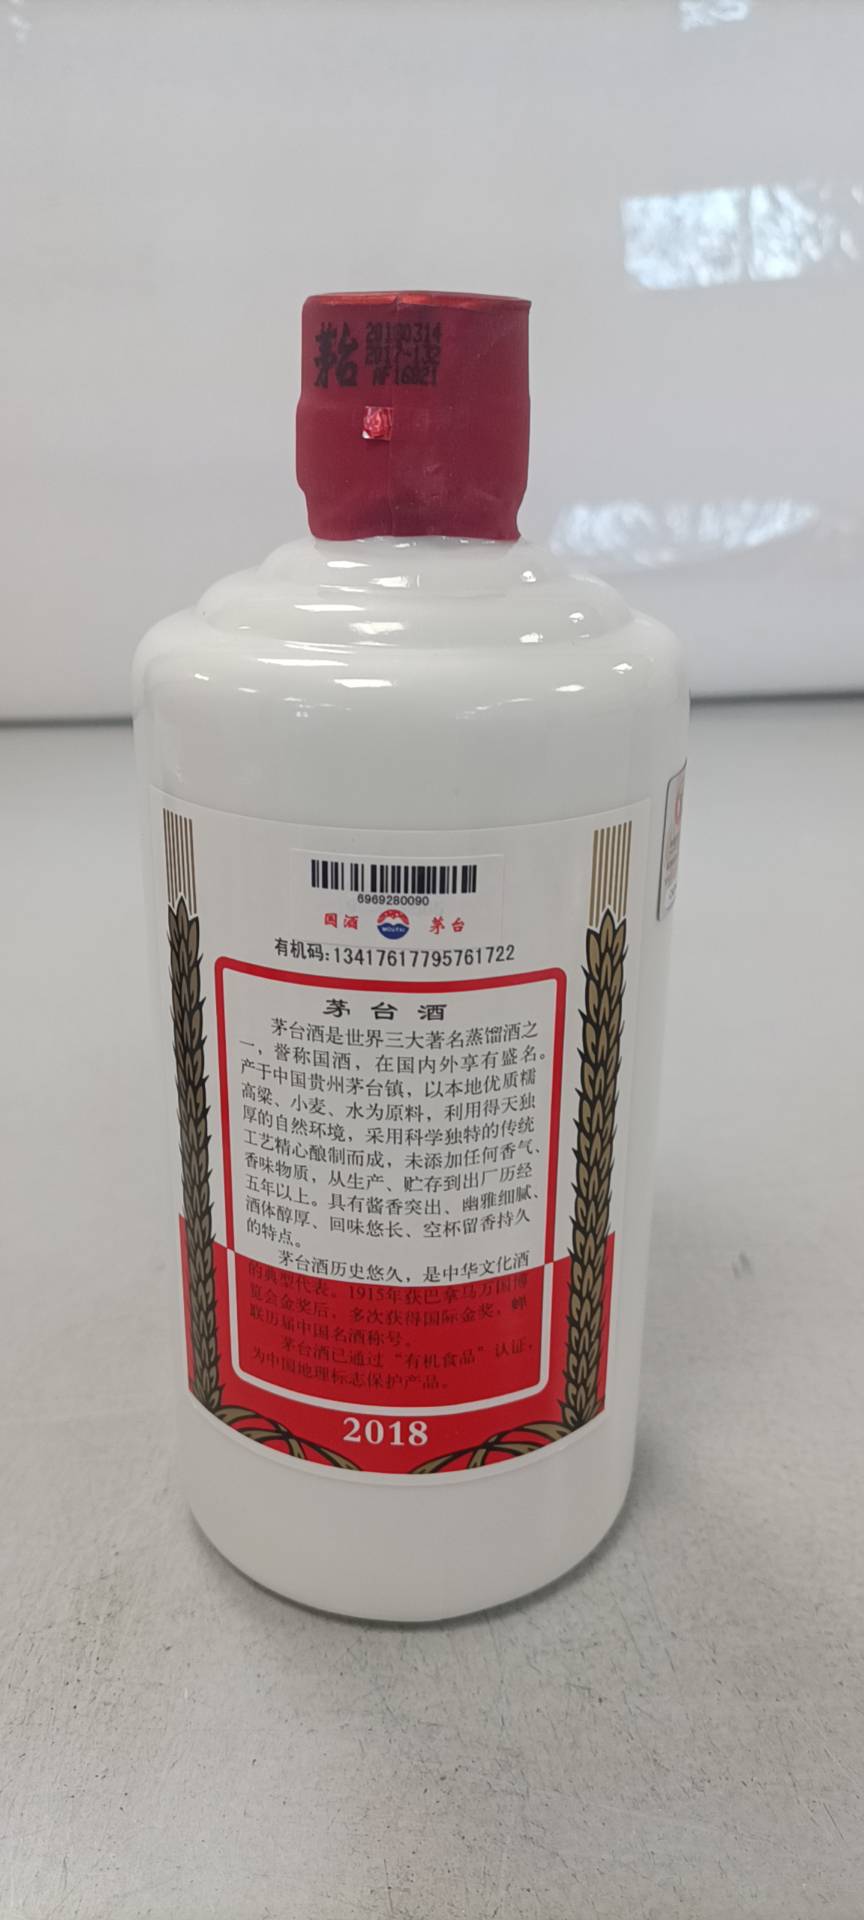 茅台
20180314
2017-132
6969280090
国酒 MOUTAI 茅台
有机码:13417617795761722
茅台酒
茅台酒是世界三大著名蒸馏酒之
一，誉称国酒，在国内外享有盛名。
产于中国贵州茅台镇，以本地优质糯
高粱、小麦、水为原料，利用得天独
厚的自然环境，采用科学独特的传统
工艺精心酿制而成，未添加任何香气、
香味物质，从生产、贮存到出厂历经
五年以上。具有酱香突出、幽雅细腻、
酒体醇厚、回味悠长、空杯留香持久
的特点。
茅台酒历史悠久，是中华文化酒
的典型代表。1915年获巴拿马万国博
览会金奖后，多次获得国际金奖，蝉
联历届中国名酒称号。
茅台酒已通过“有机食品”认证，
为中国地理标志保护产品。
2018